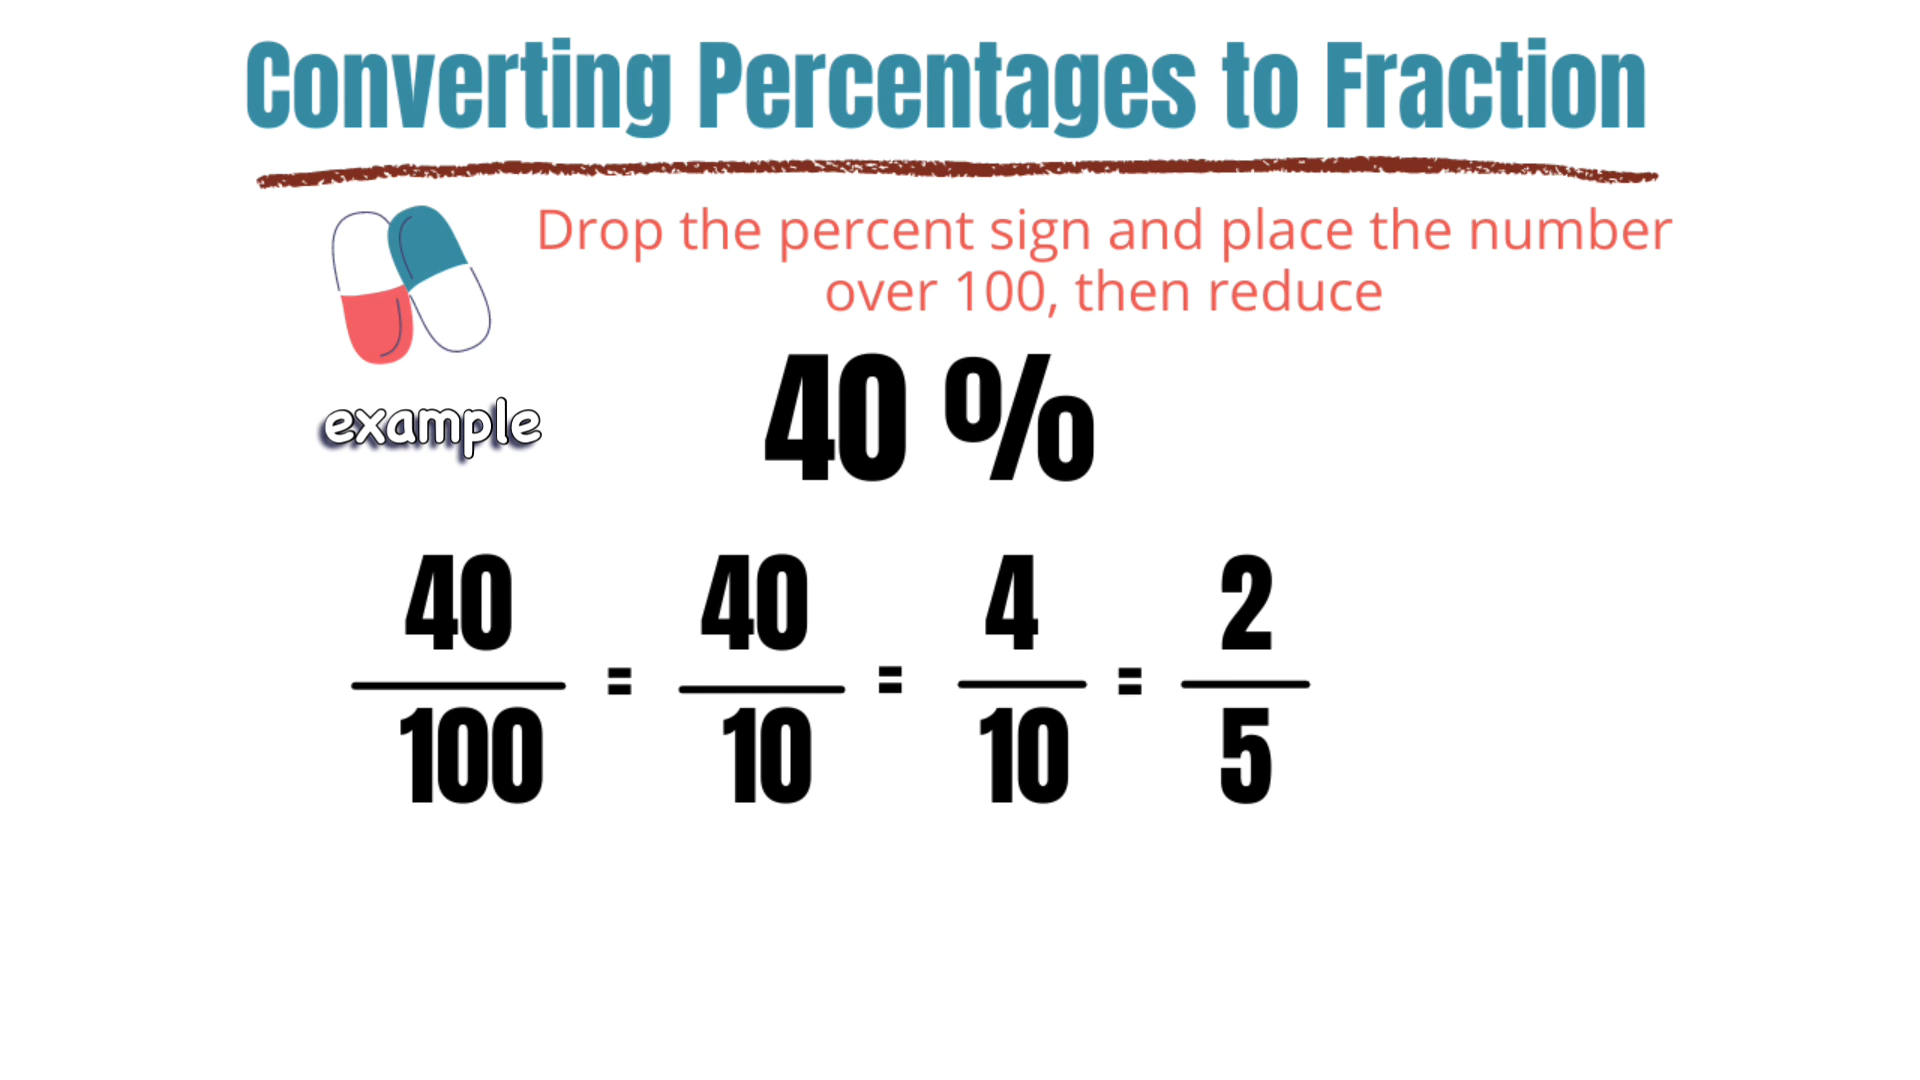 Converting Percentages to Fraction
Drop the percent sign and place the number
over 100, then reduce
example
40 %
40/100 = 40/10 = 4/10 = 2/5